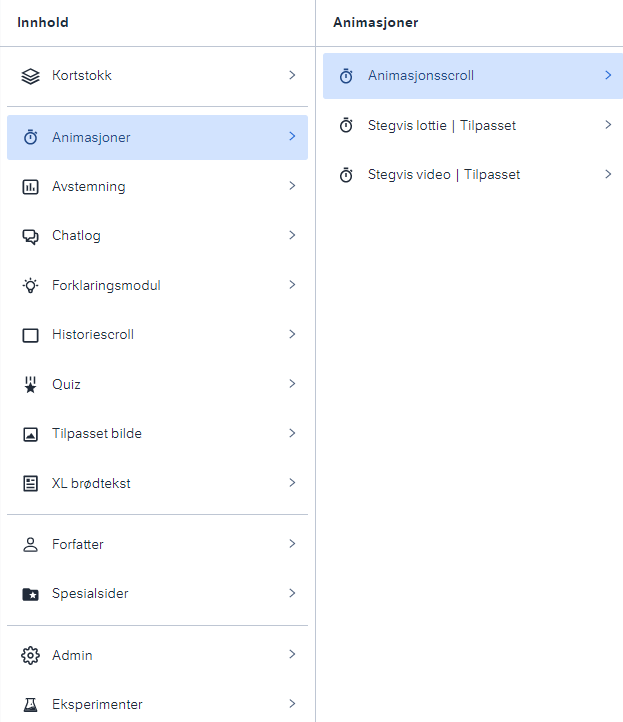 Innhold
Kortstokk
Animasjoner
Avstemning
Chatlog
Forklaringsmodul
Historiescroll
Quiz
Tilpasset bilde
XL brødtekst
Forfatter
Spesialsider
Admin
Eksperimenter
Animasjoner
Animasjonsscroll
Stegvis lottie | Tilpasset
Stegvis video | Tilpasset